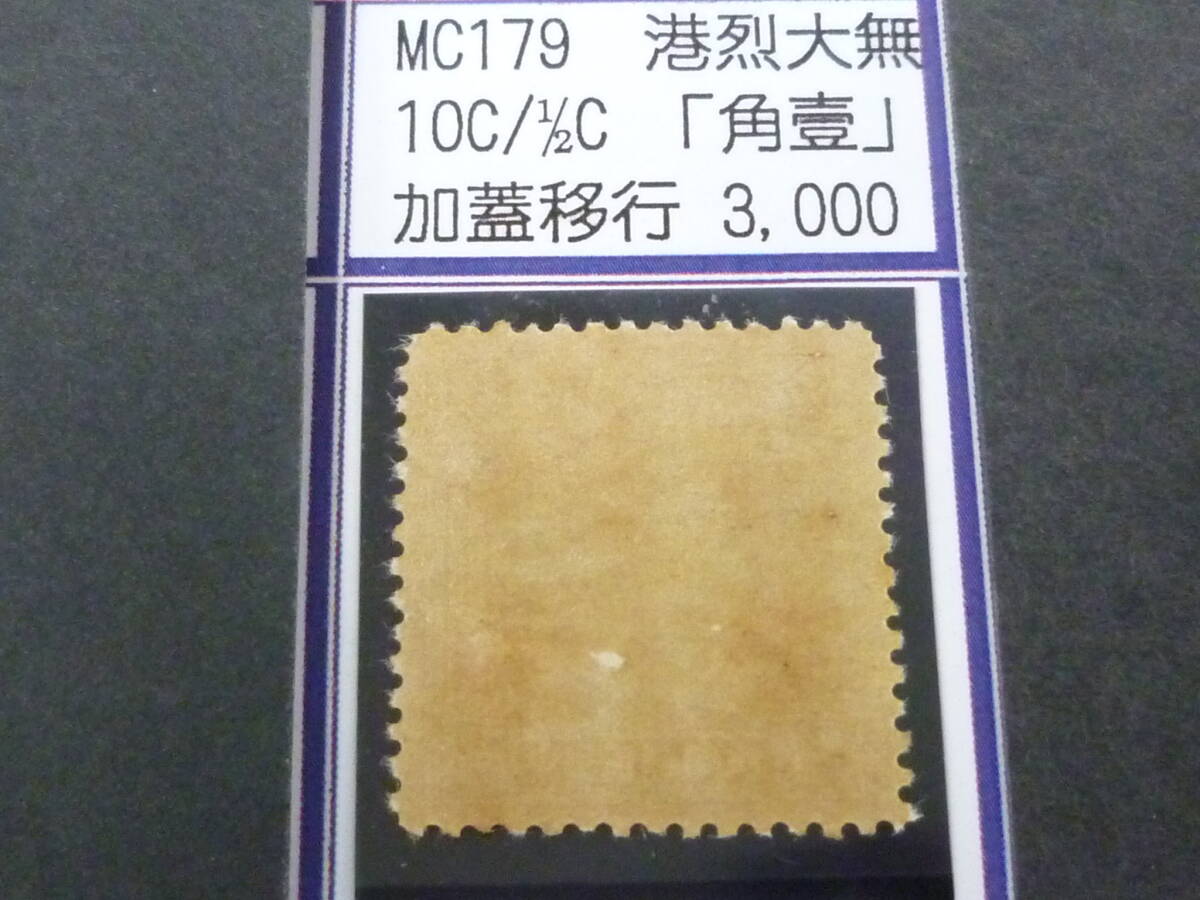 MC179 港烈大無
10C/½C 「角壹」
加蓋移行 3,000